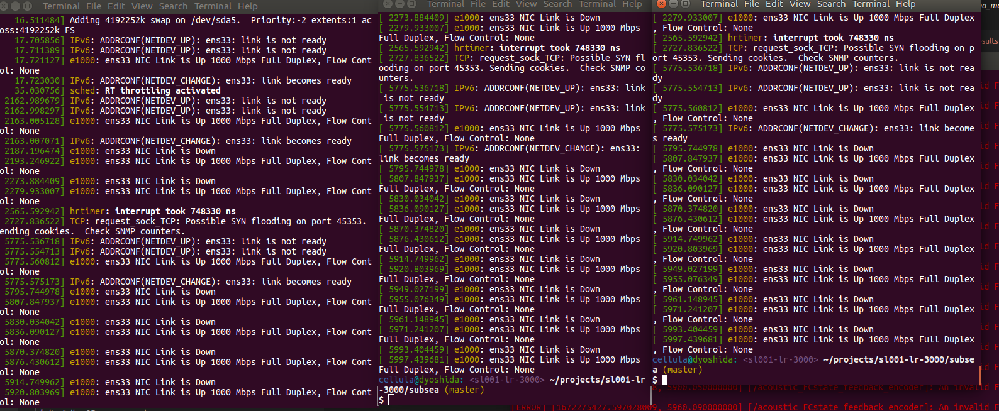 Terminal File Edit View Search Terminal Help
16.511484] Adding 4192252k swap on /dev/sda5.  Priority:-2 extents:1 ac
oss:4192252k FS
17.705856] IPv6: ADDRCONF(NETDEV_UP): ens33: link is not ready
17.711389] IPv6: ADDRCONF(NETDEV_UP): ens33: link is not ready
17.721127] e1000: ens33 NIC Link is Up 1000 Mbps Full Duplex, Flow Cont
ol: None
17.723030] IPv6: ADDRCONF(NETDEV_CHANGE): ens33: link becomes ready
35.030756] sched: RT throttling activated
2162.989679] IPv6: ADDRCONF(NETDEV_UP): ens33: link is not ready
2162.998297] IPv6: ADDRCONF(NETDEV_UP): ens33: link is not ready
2163.005128] e1000: ens33 NIC Link is Up 1000 Mbps Full Duplex, Flow Cont
ol: None
2163.007071] IPv6: ADDRCONF(NETDEV_CHANGE): ens33: link becomes ready
2187.196474] e1000: ens33 NIC Link is Down
2193.246922] e1000: ens33 NIC Link is Up 1000 Mbps Full Duplex, Flow Cont
ol: None
2273.884409] e1000: ens33 NIC Link is Down
2279.933007] e1000: ens33 NIC Link is Up 1000 Mbps Full Duplex, Flow Cont
ol: None
2565.592942] hrtimer: interrupt took 748330 ns
2727.836522] TCP: request_sock_TCP: Possible SYN flooding on port 45353.
ending cookies.  Check SNMP counters.
5775.536718] IPv6: ADDRCONF(NETDEV_UP): ens33: link is not ready
5775.554713] IPv6: ADDRCONF(NETDEV_UP): ens33: link is not ready
5775.560812] e1000: ens33 NIC Link is Up 1000 Mbps Full Duplex, Flow Cont
ol: None
5775.575173] IPv6: ADDRCONF(NETDEV_CHANGE): ens33: link becomes ready
5795.744978] e1000: ens33 NIC Link is Down
5807.847937] e1000: ens33 NIC Link is Up 1000 Mbps Full Duplex, Flow Cont
ol: None
5830.034042] e1000: ens33 NIC Link is Down
5836.090127] e1000: ens33 NIC Link is Up 1000 Mbps Full Duplex, Flow Cont
ol: None
5870.374820] e1000: ens33 NIC Link is Down
5876.430612] e1000: ens33 NIC Link is Up 1000 Mbps Full Duplex, Flow Cont
ol: None
5914.749962] e1000: ens33 NIC Link is Down
5920.803969] e1000: ens33 NIC Link is Up 1000 Mbps Full Duplex, Flow Cont
ol: None
Terminal File Edit View Search Terminal Help
[ 2273.884409] e1000: ens33 NIC Link is Down
[ 2279.933007] e1000: ens33 NIC Link is Up 1000 Mbps
Full Duplex, Flow Control: None
[ 2565.592942] hrtimer: interrupt took 748330 ns
[ 2727.836522] TCP: request_sock_TCP: Possible SYN fl
ooding on port 45353. Sending cookies.  Check SNMP co
unters.
[ 5775.536718] IPv6: ADDRCONF(NETDEV_UP): ens33: link
is not ready
[ 5775.554713] IPv6: ADDRCONF(NETDEV_UP): ens33: link
is not ready
[ 5775.560812] e1000: ens33 NIC Link is Up 1000 Mbps
Full Duplex, Flow Control: None
[ 5775.575173] IPv6: ADDRCONF(NETDEV_CHANGE): ens33:
link becomes ready
[ 5795.744978] e1000: ens33 NIC Link is Down
[ 5807.847937] e1000: ens33 NIC Link is Up 1000 Mbps
Full Duplex, Flow Control: None
[ 5830.034042] e1000: ens33 NIC Link is Down
[ 5836.090127] e1000: ens33 NIC Link is Up 1000 Mbps
Full Duplex, Flow Control: None
[ 5870.374820] e1000: ens33 NIC Link is Down
[ 5876.430612] e1000: ens33 NIC Link is Up 1000 Mbps
Full Duplex, Flow Control: None
[ 5914.749962] e1000: ens33 NIC Link is Down
[ 5920.803969] e1000: ens33 NIC Link is Up 1000 Mbps
Full Duplex, Flow Control: None
[ 5949.027199] e1000: ens33 NIC Link is Down
[ 5955.076349] e1000: ens33 NIC Link is Up 1000 Mbps
Full Duplex, Flow Control: None
[ 5961.148945] e1000: ens33 NIC Link is Down
[ 5971.241207] e1000: ens33 NIC Link is Up 1000 Mbps
Full Duplex, Flow Control: None
[ 5993.404459] e1000: ens33 NIC Link is Down
[ 5997.439681] e1000: ens33 NIC Link is Up 1000 Mbps
Full Duplex, Flow Control: None
cellula@dyoshida: <sl001-lr-3000> ~/projects/sl001-lr
-3000/subsea (master)
$
Terminal File Edit View Search Terminal Help
[ 2279.933007] e1000: ens33 NIC Link is Up 1000 Mbps Full Duplex
, Flow Control: None
[ 2565.592942] hrtimer: interrupt took 748330 ns
[ 2727.836522] TCP: request_sock_TCP: Possible SYN flooding on p
ort 45353. Sending cookies.  Check SNMP counters.
[ 5775.536718] IPv6: ADDRCONF(NETDEV_UP): ens33: link is not rea
dy
[ 5775.554713] IPv6: ADDRCONF(NETDEV_UP): ens33: link is not rea
dy
[ 5775.560812] e1000: ens33 NIC Link is Up 1000 Mbps Full Duplex
, Flow Control: None
[ 5775.575173] IPv6: ADDRCONF(NETDEV_CHANGE): ens33: link become
s ready
[ 5795.744978] e1000: ens33 NIC Link is Down
[ 5807.847937] e1000: ens33 NIC Link is Up 1000 Mbps Full Duplex
, Flow Control: None
[ 5830.034042] e1000: ens33 NIC Link is Down
[ 5836.090127] e1000: ens33 NIC Link is Up 1000 Mbps Full Duplex
, Flow Control: None
[ 5870.374820] e1000: ens33 NIC Link is Down
[ 5876.430612] e1000: ens33 NIC Link is Up 1000 Mbps Full Duplex
, Flow Control: None
[ 5914.749962] e1000: ens33 NIC Link is Down
[ 5920.803969] e1000: ens33 NIC Link is Up 1000 Mbps Full Duplex
, Flow Control: None
[ 5949.027199] e1000: ens33 NIC Link is Down
[ 5955.076349] e1000: ens33 NIC Link is Up 1000 Mbps Full Duplex
, Flow Control: None
[ 5961.148945] e1000: ens33 NIC Link is Down
[ 5971.241207] e1000: ens33 NIC Link is Up 1000 Mbps Full Duplex
, Flow Control: None
[ 5993.404459] e1000: ens33 NIC Link is Down
[ 5997.439681] e1000: ens33 NIC Link is Up 1000 Mbps Full Duplex
, Flow Control: None
cellula@dyoshida: <sl001-lr-3000> ~/projects/sl001-lr-3000/subse
a (master)
$
[/acoustic_FCstate_feedback_encoder]: An invalid F
[ERROR] [1672275427.597028009, 5960.090000000] [/acoustic_FCstate_feedback_encoder]: An invalid F